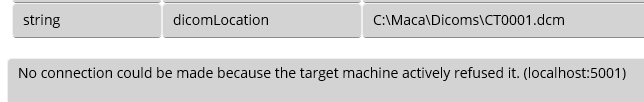 string dicomLocation C:\Maca\Dicoms\CT0001.dcm
No connection could be made because the target machine actively refused it. (localhost:5001)